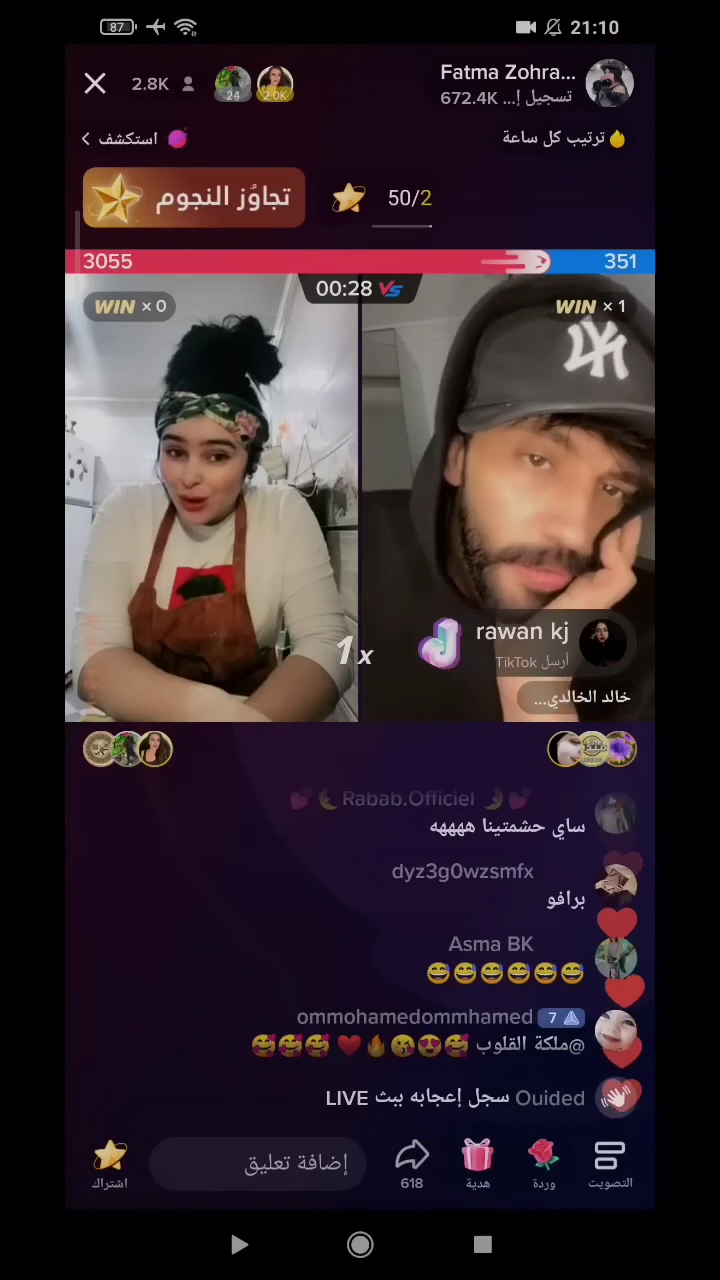 87
21:10
2.8K
24
2.0K
Fatma Zohra...
672.4K تسجيل إ...
استكشف
ترتيب كل ساعة
تجاوُز النجوم
50/2
3055
351
00:28 VS
WIN x 0
WIN x 1
rawan kj
أرسل TikTok
1x
خالد الخالدي...
Rabab.Officiel
ساي حشمتينا ههههه
dyz3g0wzsmfx
برافو
Asma BK
😅😅😅😅😅😅
ommohamedommhamed 7
@ملكة القلوب 🥰😍😘🔥❤️🥰🥰🥰
Ouided سجل إعجابه ببث LIVE
اشتراك
إضافة تعليق
618
هدية
وردة
التصويت